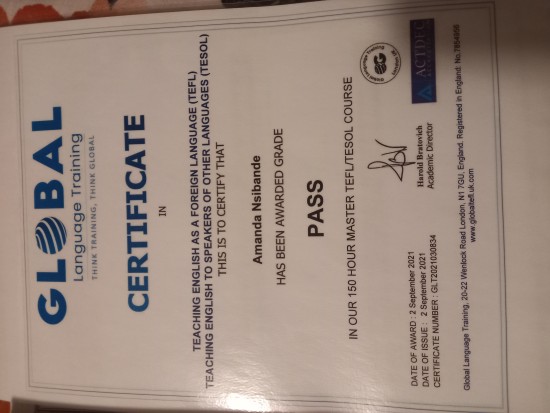 GLOBAL
Language Training
THINK TRAINING, THINK GLOBAL
CERTIFICATE
IN
TEACHING ENGLISH AS A FOREIGN LANGUAGE (TEFL)
TEACHING ENGLISH TO SPEAKERS OF OTHER LANGUAGES (TESOL)
THIS IS TO CERTIFY THAT
Amanda Nsibande
HAS BEEN AWARDED GRADE
PASS
IN OUR 150 HOUR MASTER TEFL/TESOL COURSE
Harold Bratovich
Academic Director
ACTDEC
DATE OF AWARD : 2 September 2021
DATE OF ISSUE : 2 September 2021
CERTIFICATE NUMBER : GLT2021030834
Global Language Training, 20-22 Wenlock Road London, N1 7GU, England. Registered in England: No.7864956
www.globaltefl.uk.com